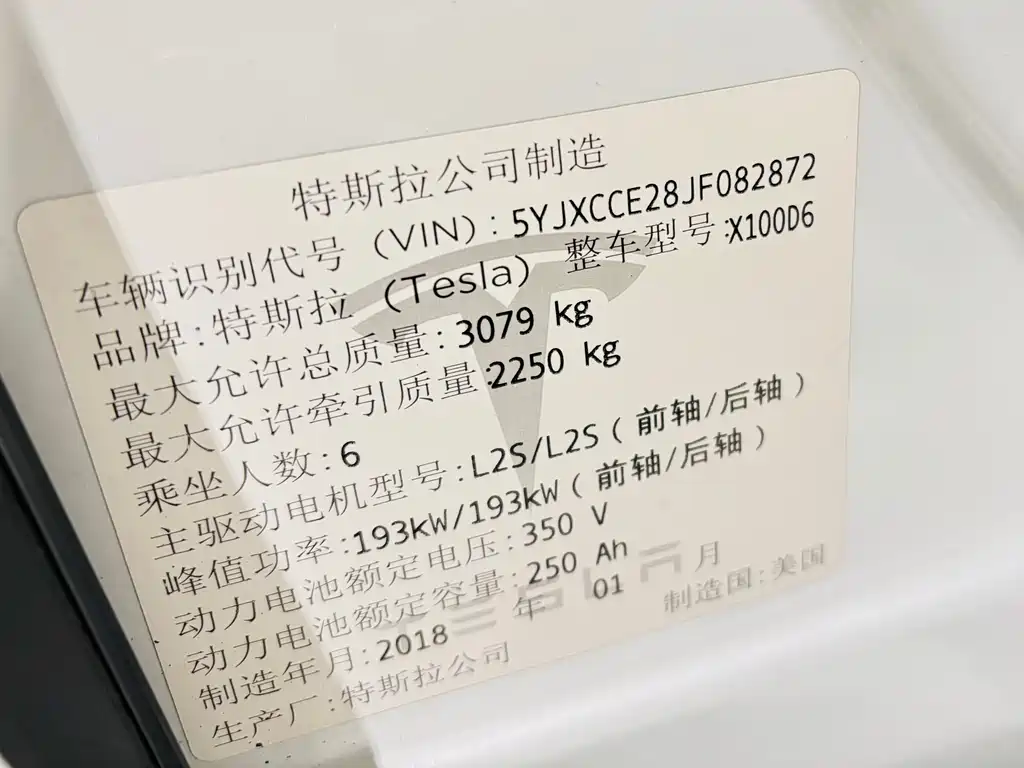 特斯拉公司制造
车辆识别代号 (VIN): 5YJXCCE28JF082872
品牌:特斯拉 (Tesla) 整车型号:X100D6
最大允许总质量:3079 kg
最大允许牵引质量:2250 kg
乘坐人数:6
主驱动电机型号:L2S/L2S(前轴/后轴)
峰值功率:193kW/193kW(前轴/后轴)
动力电池额定电压:350 V
动力电池额定容量:250 Ah
制造年月:2018 年 01 月
生产厂:特斯拉公司 制造国:美国
TESLA